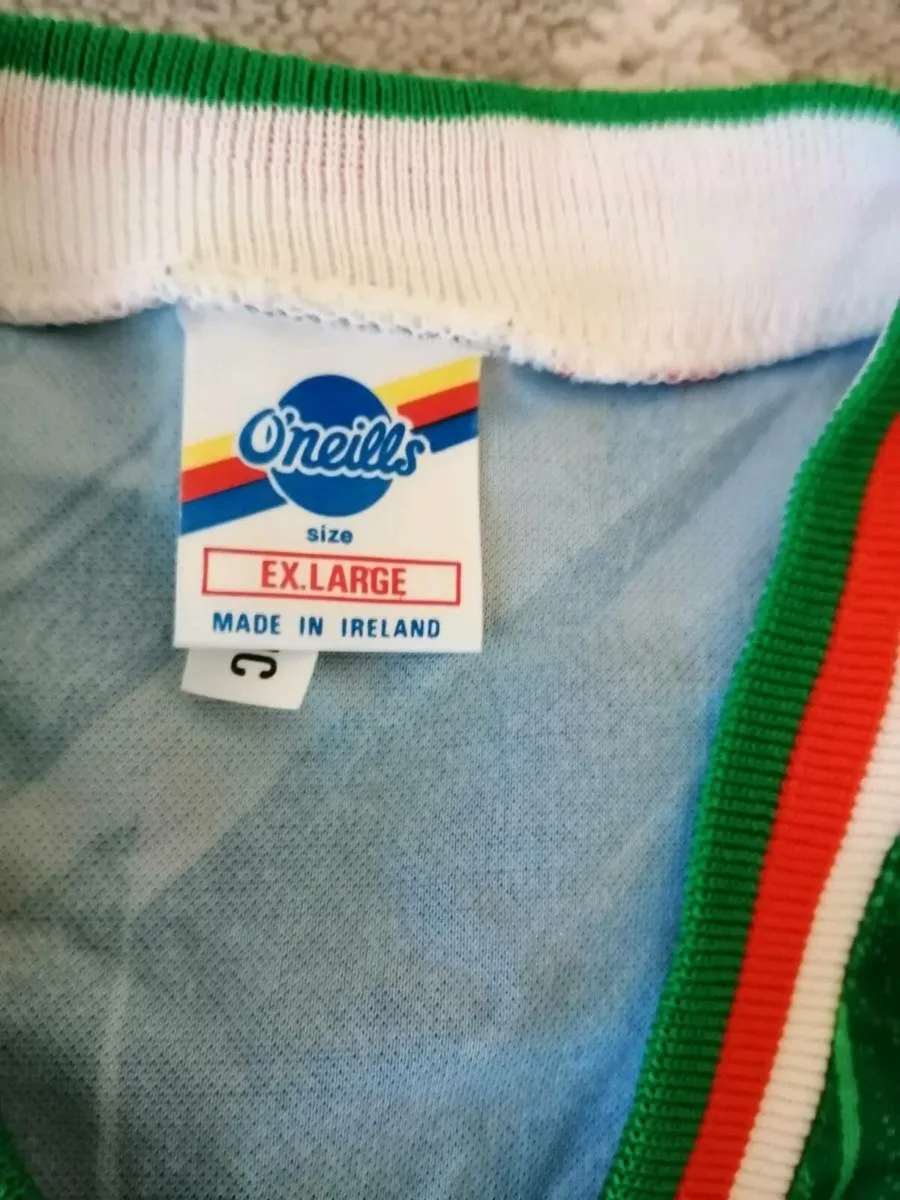 O'neills
size
EX.LARGE
MADE IN IRELAND